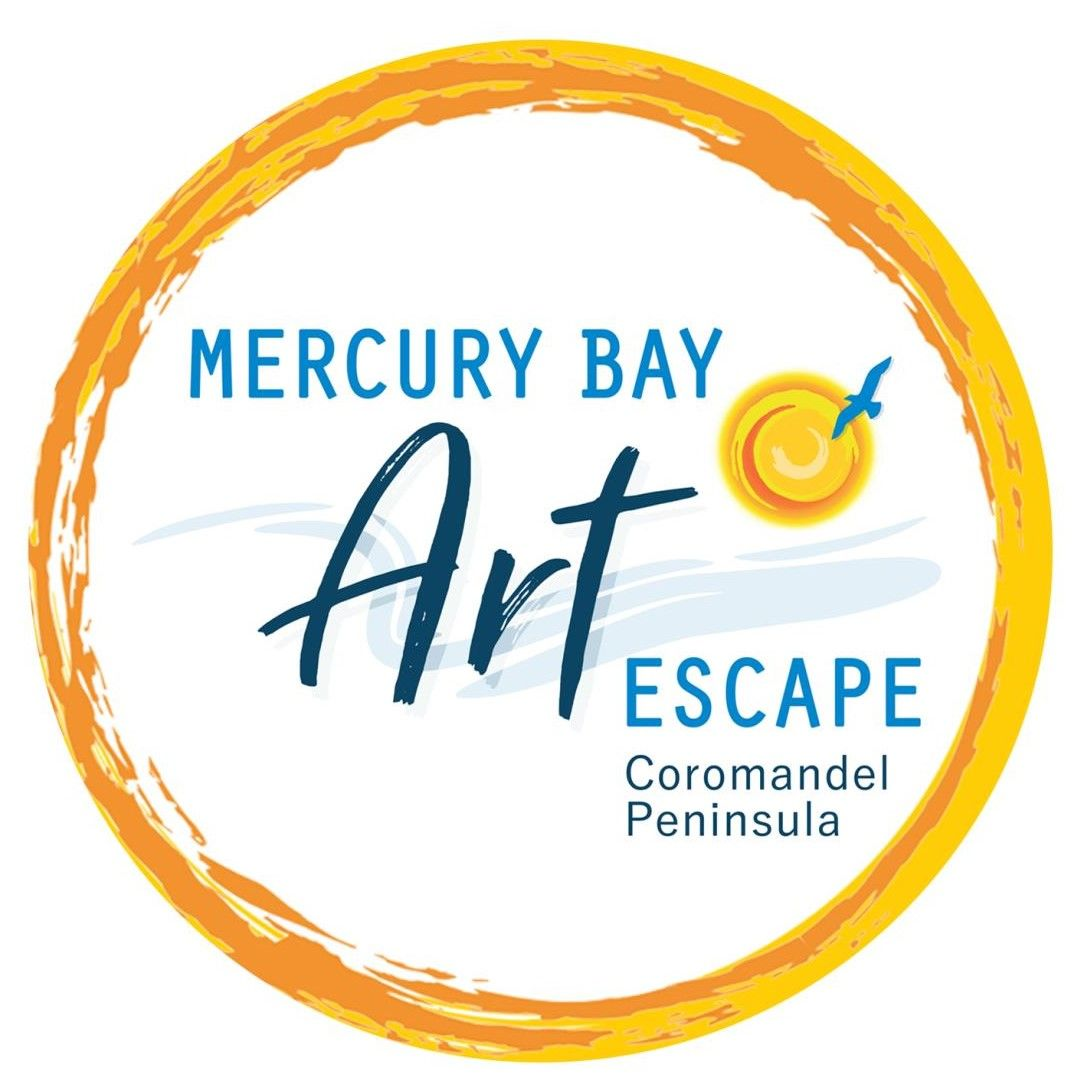 MERCURY BAY
Art
ESCAPE
Coromandel
Peninsula